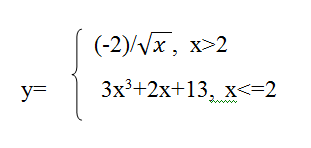 (-2)/√x , x>2
y=
3x³+2x+13, x<=2